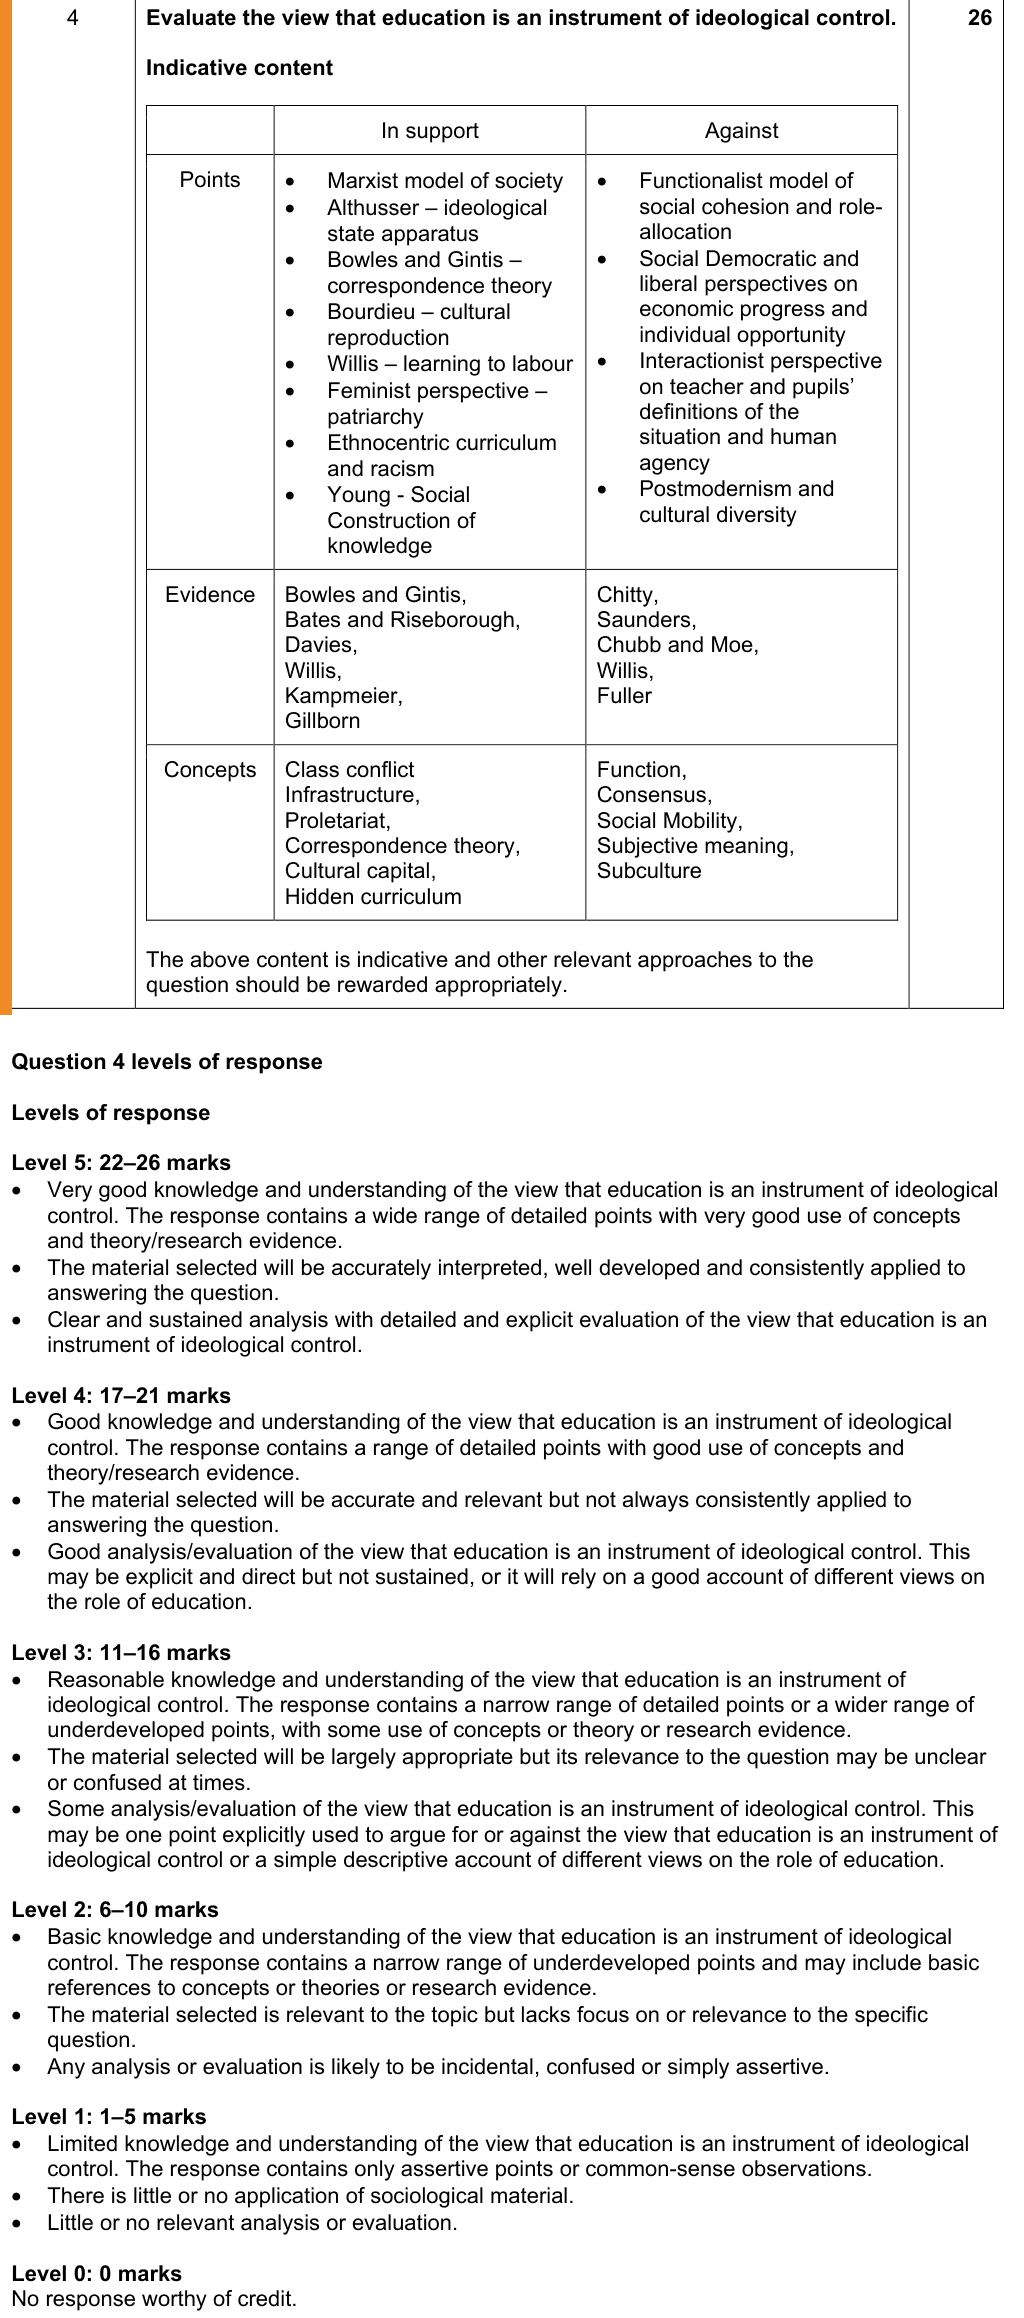 4
Evaluate the view that education is an instrument of ideological control.
26
Indicative content
In support
Against
Points
• Marxist model of society
• Althusser – ideological
state apparatus
• Bowles and Gintis –
correspondence theory
• Bourdieu – cultural
reproduction
• Willis – learning to labour
• Feminist perspective –
patriarchy
• Ethnocentric curriculum
and racism
• Young - Social
Construction of
knowledge
• Functionalist model of
social cohesion and role-
allocation
• Social Democratic and
liberal perspectives on
economic progress and
individual opportunity
• Interactionist perspective
on teacher and pupils’
definitions of the
situation and human
agency
• Postmodernism and
cultural diversity
Evidence
Bowles and Gintis,
Bates and Riseborough,
Davies,
Willis,
Kampmeier,
Gillborn
Chitty,
Saunders,
Chubb and Moe,
Willis,
Fuller
Concepts
Class conflict
Infrastructure,
Proletariat,
Correspondence theory,
Cultural capital,
Hidden curriculum
Function,
Consensus,
Social Mobility,
Subjective meaning,
Subculture
The above content is indicative and other relevant approaches to the
question should be rewarded appropriately.
Question 4 levels of response
Levels of response
Level 5: 22–26 marks
• Very good knowledge and understanding of the view that education is an instrument of ideological
control. The response contains a wide range of detailed points with very good use of concepts
and theory/research evidence.
• The material selected will be accurately interpreted, well developed and consistently applied to
answering the question.
• Clear and sustained analysis with detailed and explicit evaluation of the view that education is an
instrument of ideological control.
Level 4: 17–21 marks
• Good knowledge and understanding of the view that education is an instrument of ideological
control. The response contains a range of detailed points with good use of concepts and
theory/research evidence.
• The material selected will be accurate and relevant but not always consistently applied to
answering the question.
• Good analysis/evaluation of the view that education is an instrument of ideological control. This
may be explicit and direct but not sustained, or it will rely on a good account of different views on
the role of education.
Level 3: 11–16 marks
• Reasonable knowledge and understanding of the view that education is an instrument of
ideological control. The response contains a narrow range of detailed points or a wider range of
underdeveloped points, with some use of concepts or theory or research evidence.
• The material selected will be largely appropriate but its relevance to the question may be unclear
or confused at times.
• Some analysis/evaluation of the view that education is an instrument of ideological control. This
may be one point explicitly used to argue for or against the view that education is an instrument of
ideological control or a simple descriptive account of different views on the role of education.
Level 2: 6–10 marks
• Basic knowledge and understanding of the view that education is an instrument of ideological
control. The response contains a narrow range of underdeveloped points and may include basic
references to concepts or theories or research evidence.
• The material selected is relevant to the topic but lacks focus on or relevance to the specific
question.
• Any analysis or evaluation is likely to be incidental, confused or simply assertive.
Level 1: 1–5 marks
• Limited knowledge and understanding of the view that education is an instrument of ideological
control. The response contains only assertive points or common-sense observations.
• There is little or no application of sociological material.
• Little or no relevant analysis or evaluation.
Level 0: 0 marks
No response worthy of credit.